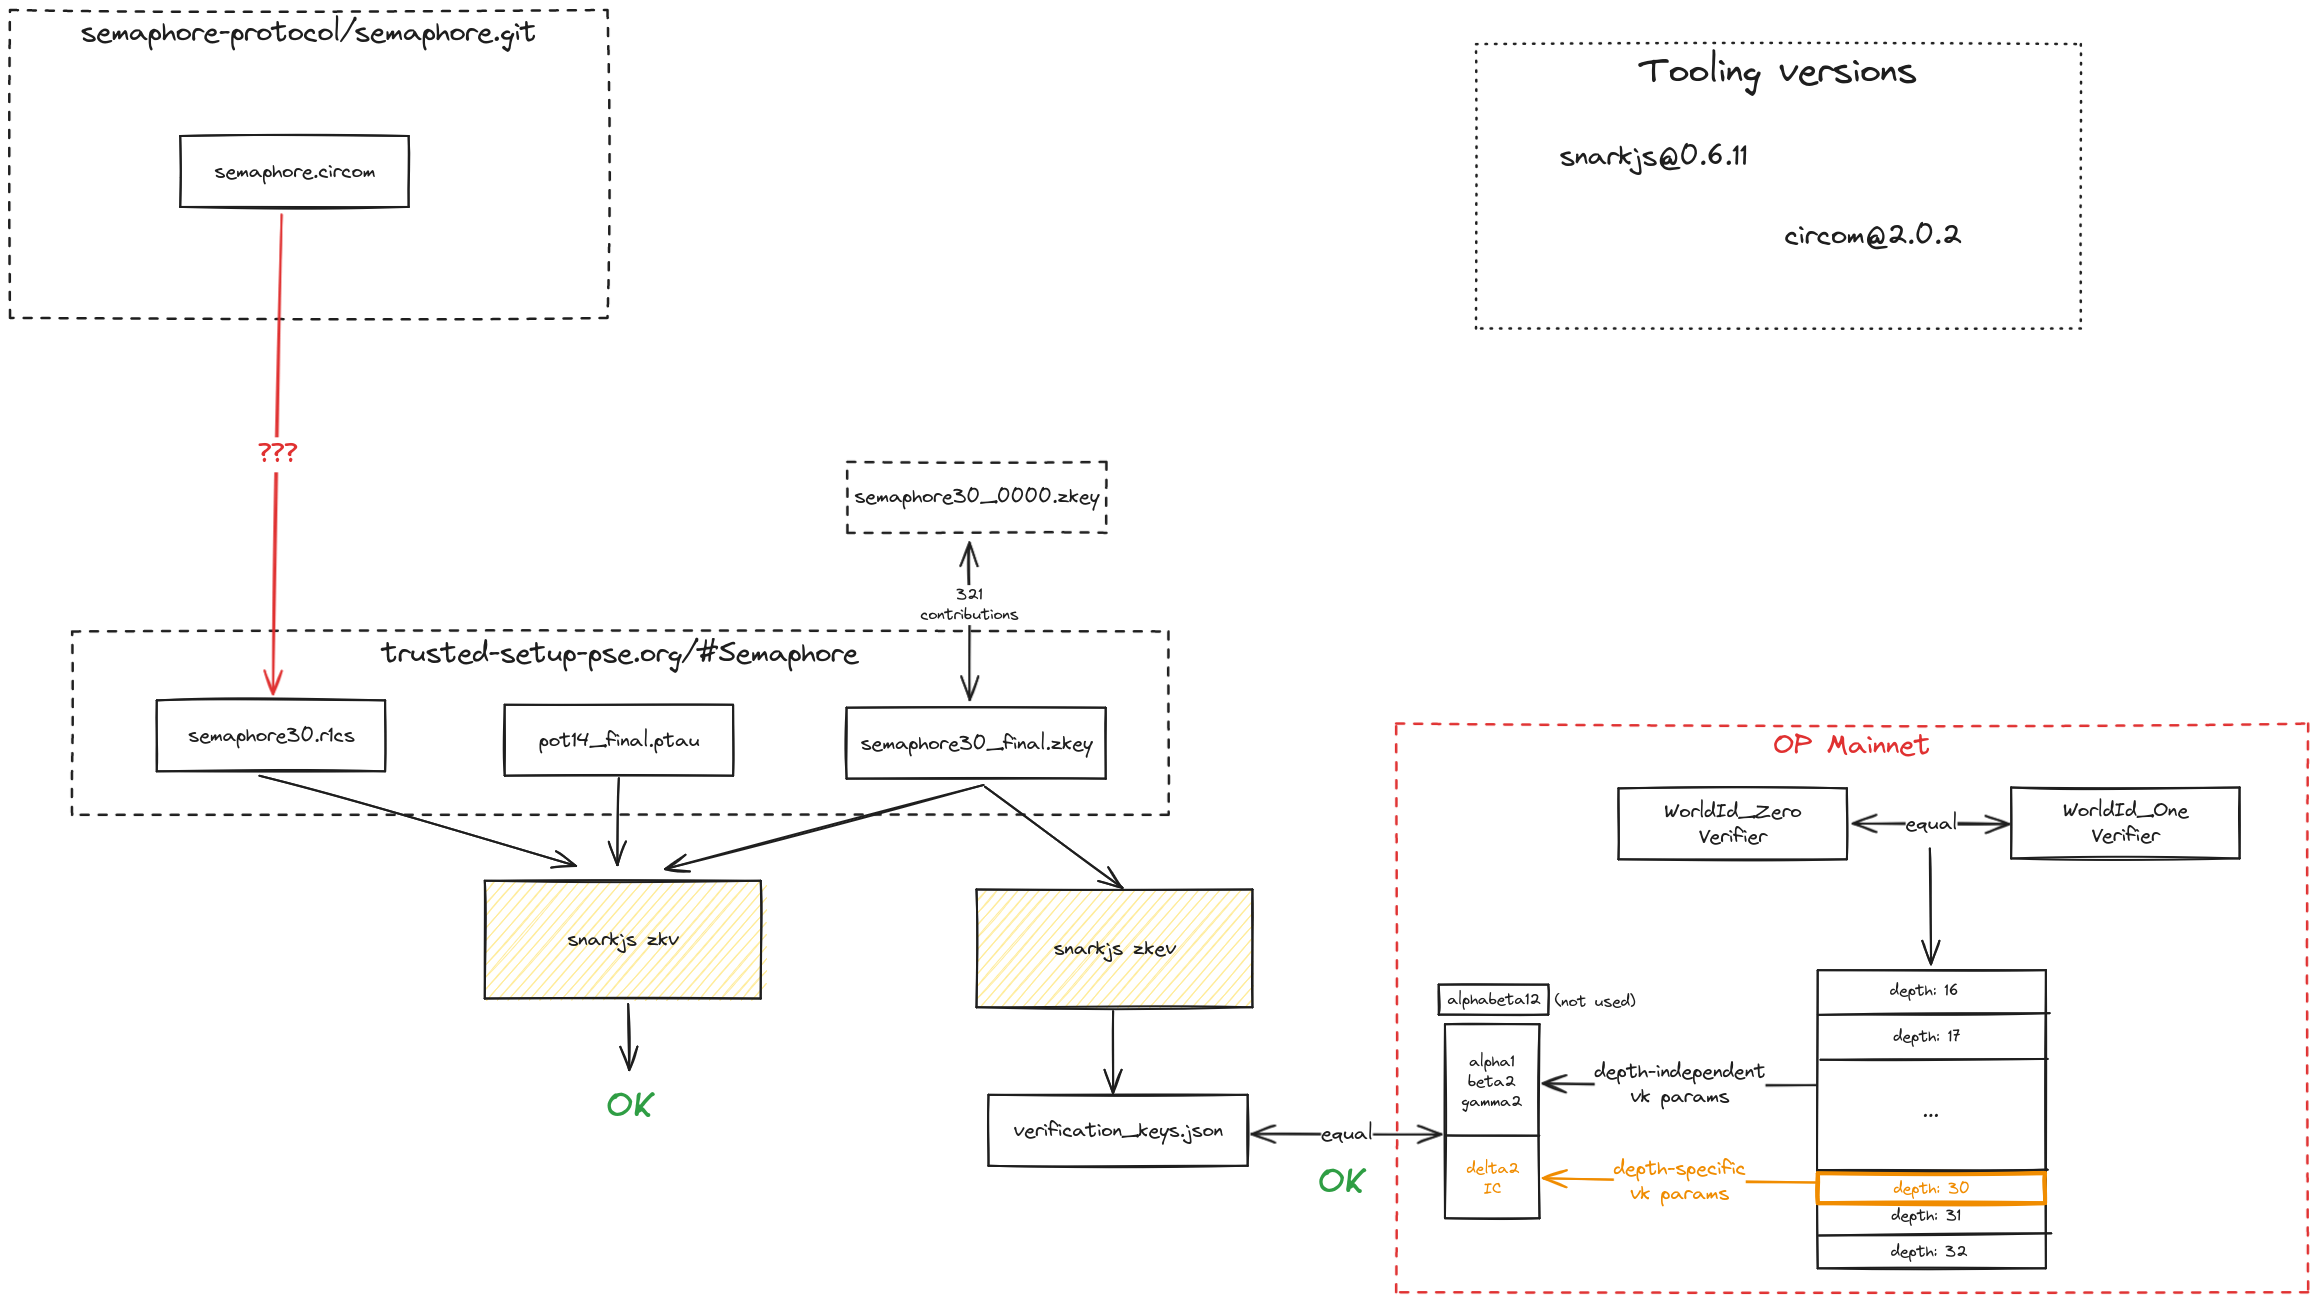 semaphore-protocol/semaphore.git
semaphore.circom
Tooling versions
snarkjs@0.6.11
circom@2.0.2
???
semaphore30_0000.zkey
321
contributions
trusted-setup-pse.org/#Semaphore
semaphore30.r1cs
pot14_final.ptau
semaphore30_final.zkey
snarkjs zkv
OK
snarkjs zkev
verification_keys.json
equal
OK
OP Mainnet
WorldId_Zero
Verifier
equal
WorldId_One
Verifier
alphabeta12
(not used)
alpha1
beta2
gamma2
delta2
IC
depth-independent
vk params
depth-specific
vk params
depth: 16
depth: 17
...
depth: 30
depth: 31
depth: 32